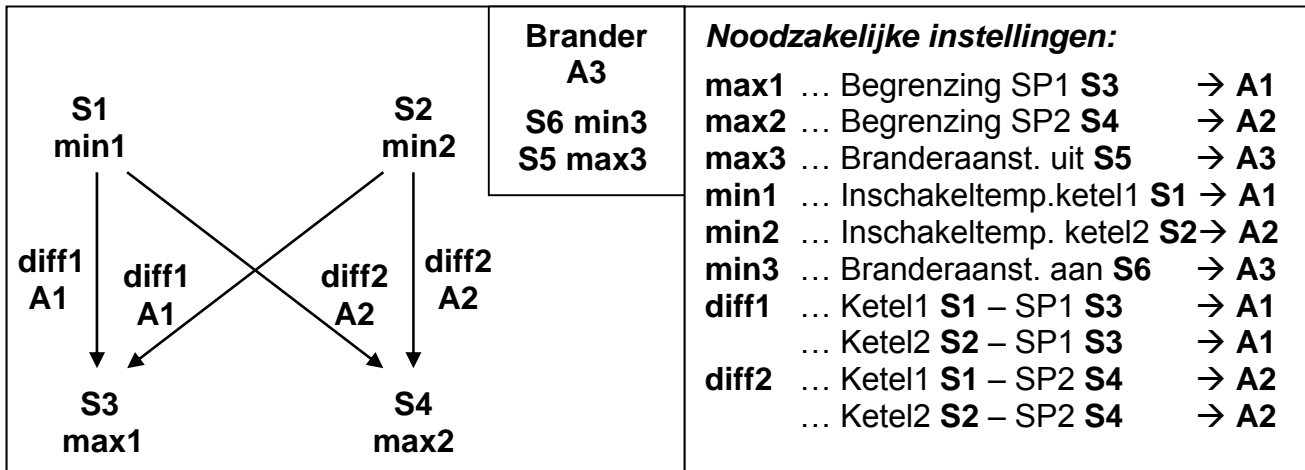 S1
min1
S2
min2
diff1
A1
diff1
A1
diff2
A2
diff2
A2
S3
max1
S4
max2
Brander
A3
S6 min3
S5 max3
Noodzakelijke instellingen:
max1 … Begrenzing SP1 S3 → A1
max2 … Begrenzing SP2 S4 → A2
max3 … Branderaanst. uit S5 → A3
min1 … Inschakeltemp.ketel1 S1 → A1
min2 … Inschakeltemp. ketel2 S2→ A2
min3 … Branderaanst. aan S6 → A3
diff1 … Ketel1 S1 – SP1 S3 → A1
… Ketel2 S2 – SP1 S3 → A1
diff2 … Ketel1 S1 – SP2 S4 → A2
… Ketel2 S2 – SP2 S4 → A2